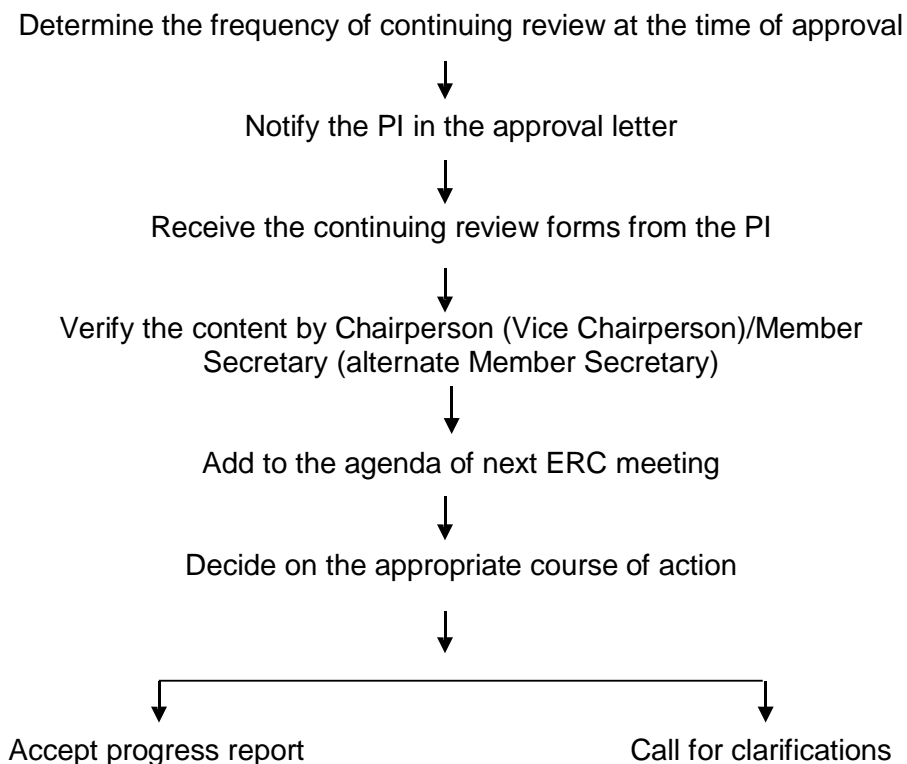 Determine the frequency of continuing review at the time of approval
Notify the PI in the approval letter
Receive the continuing review forms from the PI
Verify the content by Chairperson (Vice Chairperson)/Member
Secretary (alternate Member Secretary)
Add to the agenda of next ERC meeting
Decide on the appropriate course of action
Accept progress report
Call for clarifications